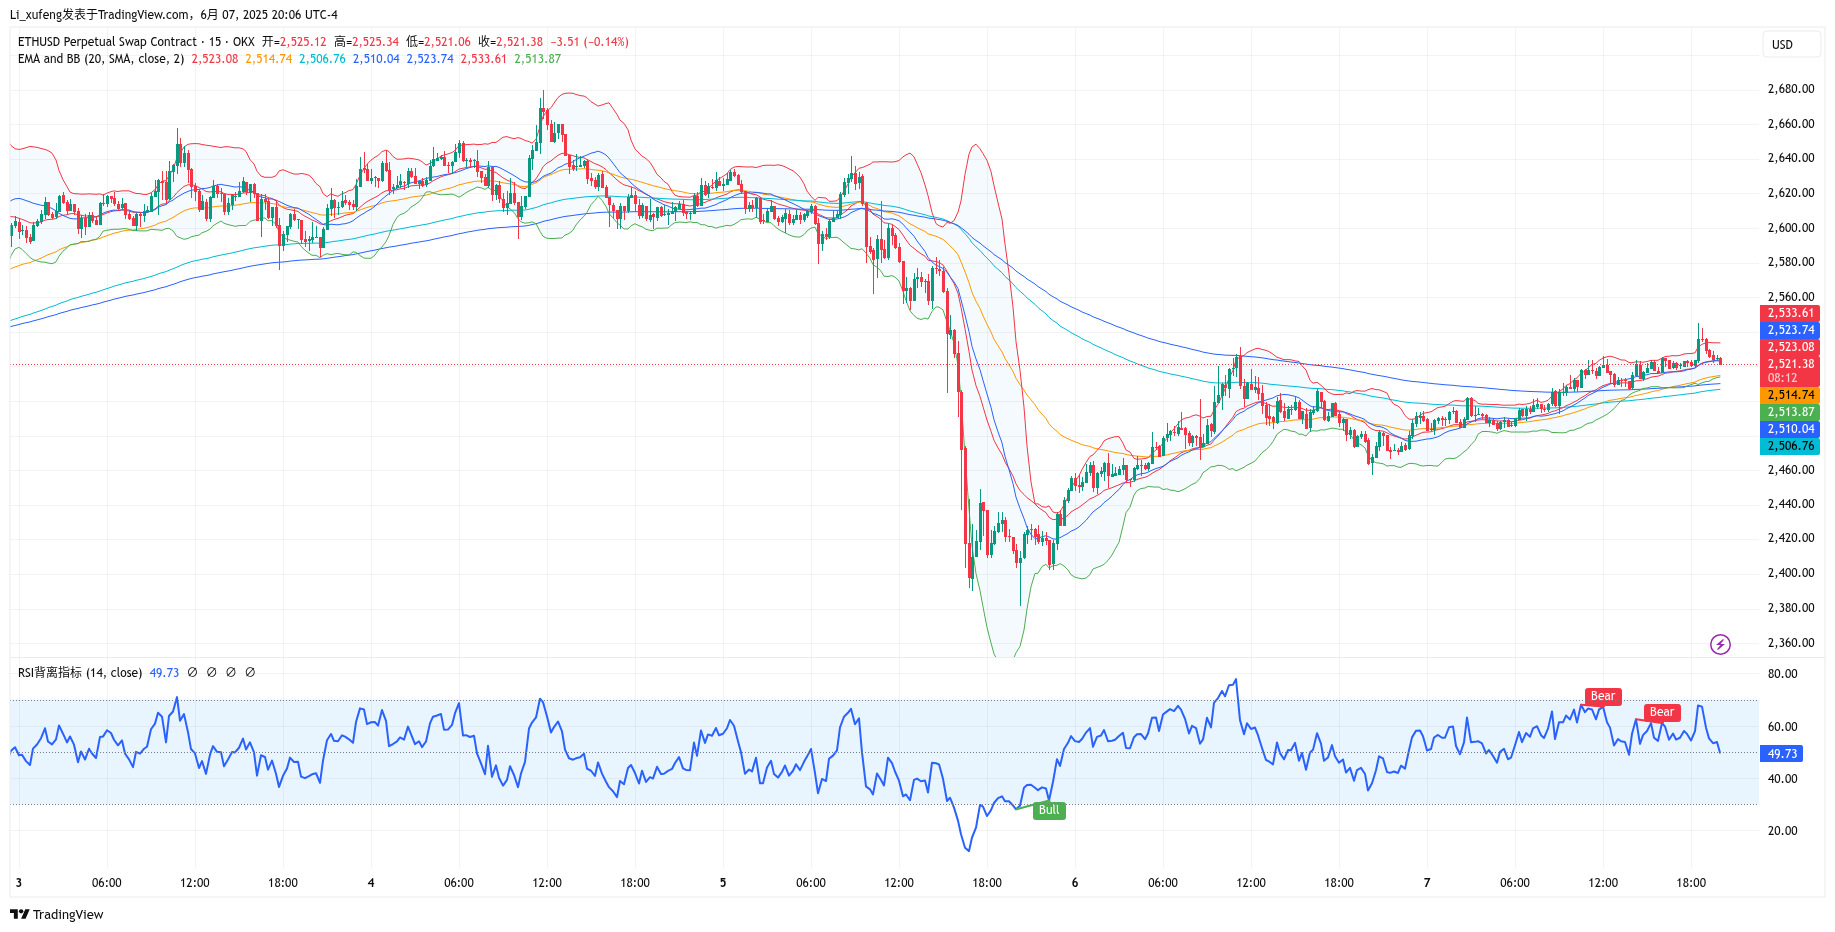 Li_xufeng发表于TradingView.com，6月 07, 2025 20:06 UTC-4
ETHUSD Perpetual Swap Contract · 15 · OKX 开=2,525.12 高=2,525.34 低=2,521.06 收=2,521.38 −3.51 (−0.14%)
EMA and BB (20, SMA, close, 2) 2,523.08 2,514.74 2,506.76 2,510.04 2,523.74 2,533.61 2,513.87
USD
2,680.00
2,660.00
2,640.00
2,620.00
2,600.00
2,580.00
2,560.00
2,533.61
2,523.74
2,523.08
2,521.38
08:12
2,514.74
2,513.87
2,510.04
2,506.76
2,460.00
2,440.00
2,420.00
2,400.00
2,380.00
2,360.00
RSI背离指标 (14, close) 49.73 ∅ ∅ ∅ ∅
80.00
Bear
Bear
60.00
49.73
40.00
Bull
20.00
3 06:00 12:00 18:00 4 06:00 12:00 18:00 5 06:00 12:00 18:00 6 06:00 12:00 18:00 7 06:00 12:00 18:00
TradingView